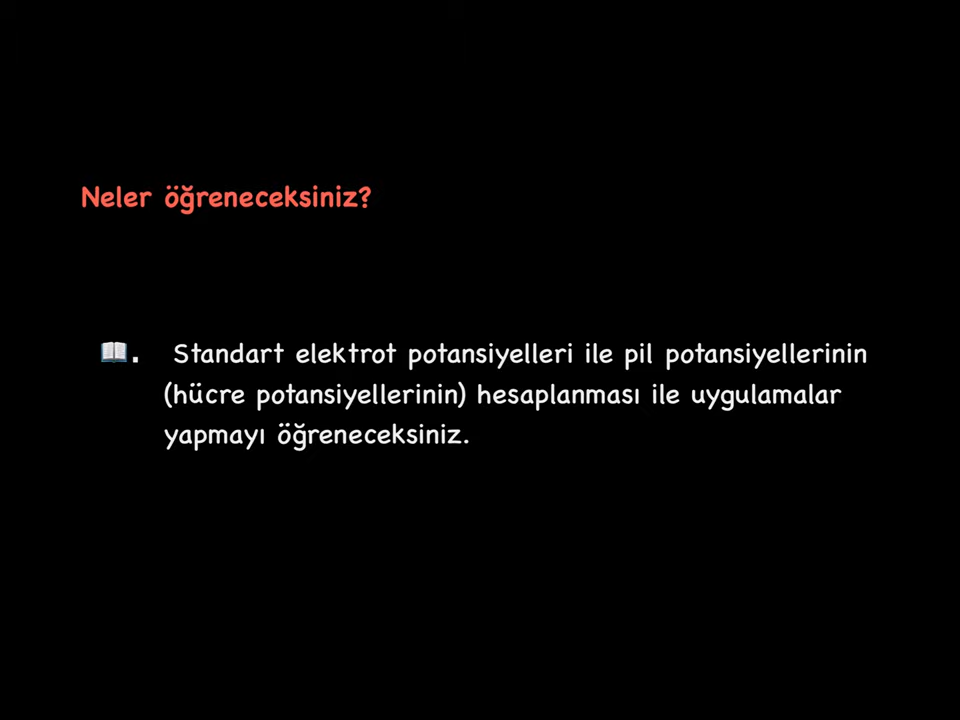 Neler öğreneceksiniz?
📖. Standart elektrot potansiyelleri ile pil potansiyellerinin
(hücre potansiyellerinin) hesaplanması ile uygulamalar
yapmayı öğreneceksiniz.